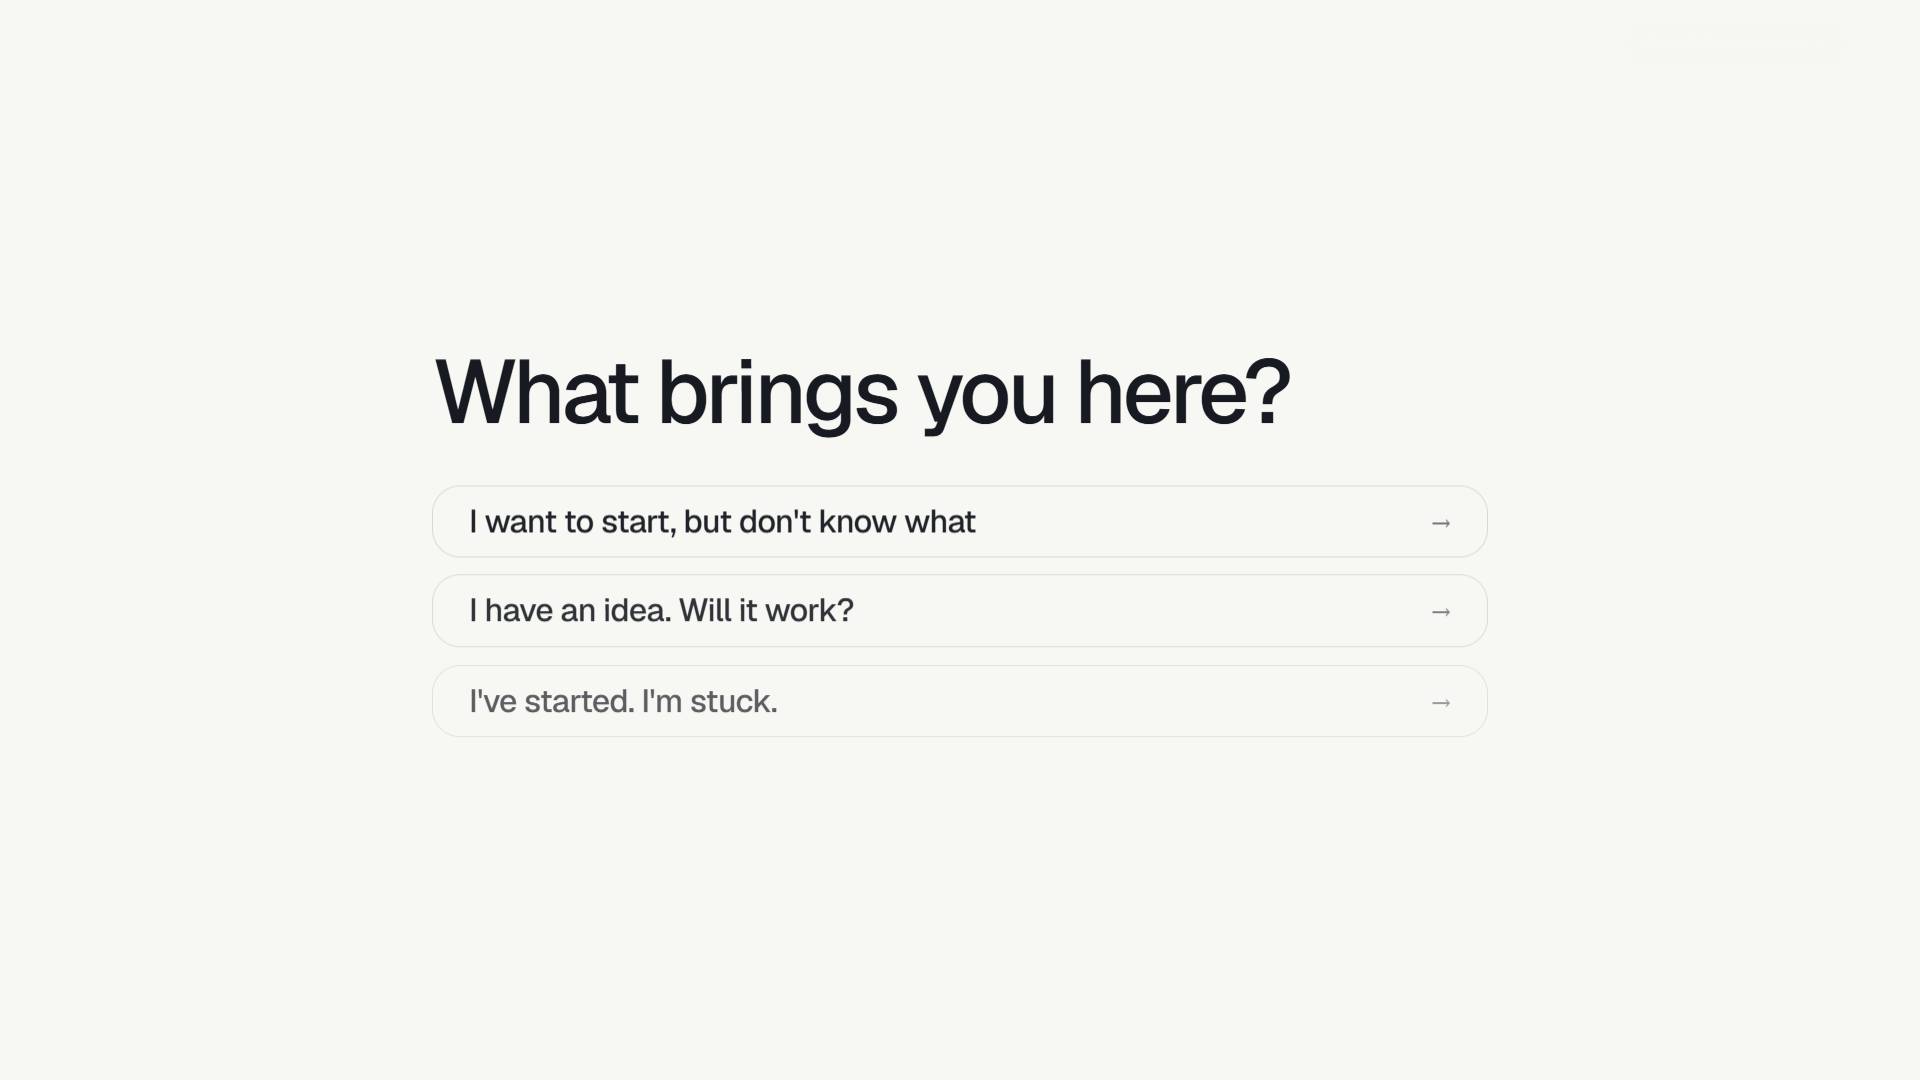 What brings you here?
I want to start, but don't know what →
I have an idea. Will it work? →
I've started. I'm stuck. →